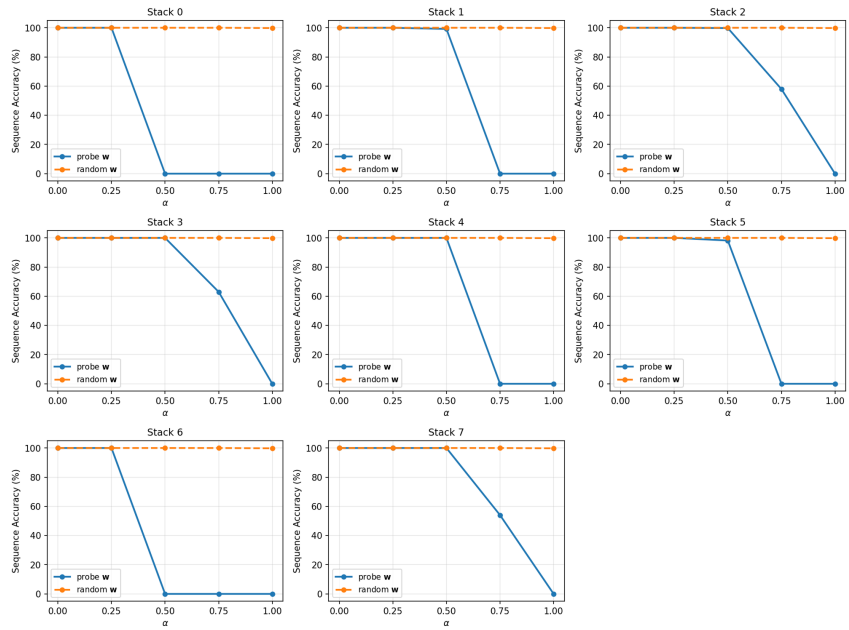 Stack 0
Sequence Accuracy (%)
100
80
60
40
20
0
probe w
random w
0.00 0.25 0.50 0.75 1.00
α
Stack 1
Sequence Accuracy (%)
100
80
60
40
20
0
probe w
random w
0.00 0.25 0.50 0.75 1.00
α
Stack 2
Sequence Accuracy (%)
100
80
60
40
20
0
probe w
random w
0.00 0.25 0.50 0.75 1.00
α
Stack 3
Sequence Accuracy (%)
100
80
60
40
20
0
probe w
random w
0.00 0.25 0.50 0.75 1.00
α
Stack 4
Sequence Accuracy (%)
100
80
60
40
20
0
probe w
random w
0.00 0.25 0.50 0.75 1.00
α
Stack 5
Sequence Accuracy (%)
100
80
60
40
20
0
probe w
random w
0.00 0.25 0.50 0.75 1.00
α
Stack 6
Sequence Accuracy (%)
100
80
60
40
20
0
probe w
random w
0.00 0.25 0.50 0.75 1.00
α
Stack 7
Sequence Accuracy (%)
100
80
60
40
20
0
probe w
random w
0.00 0.25 0.50 0.75 1.00
α